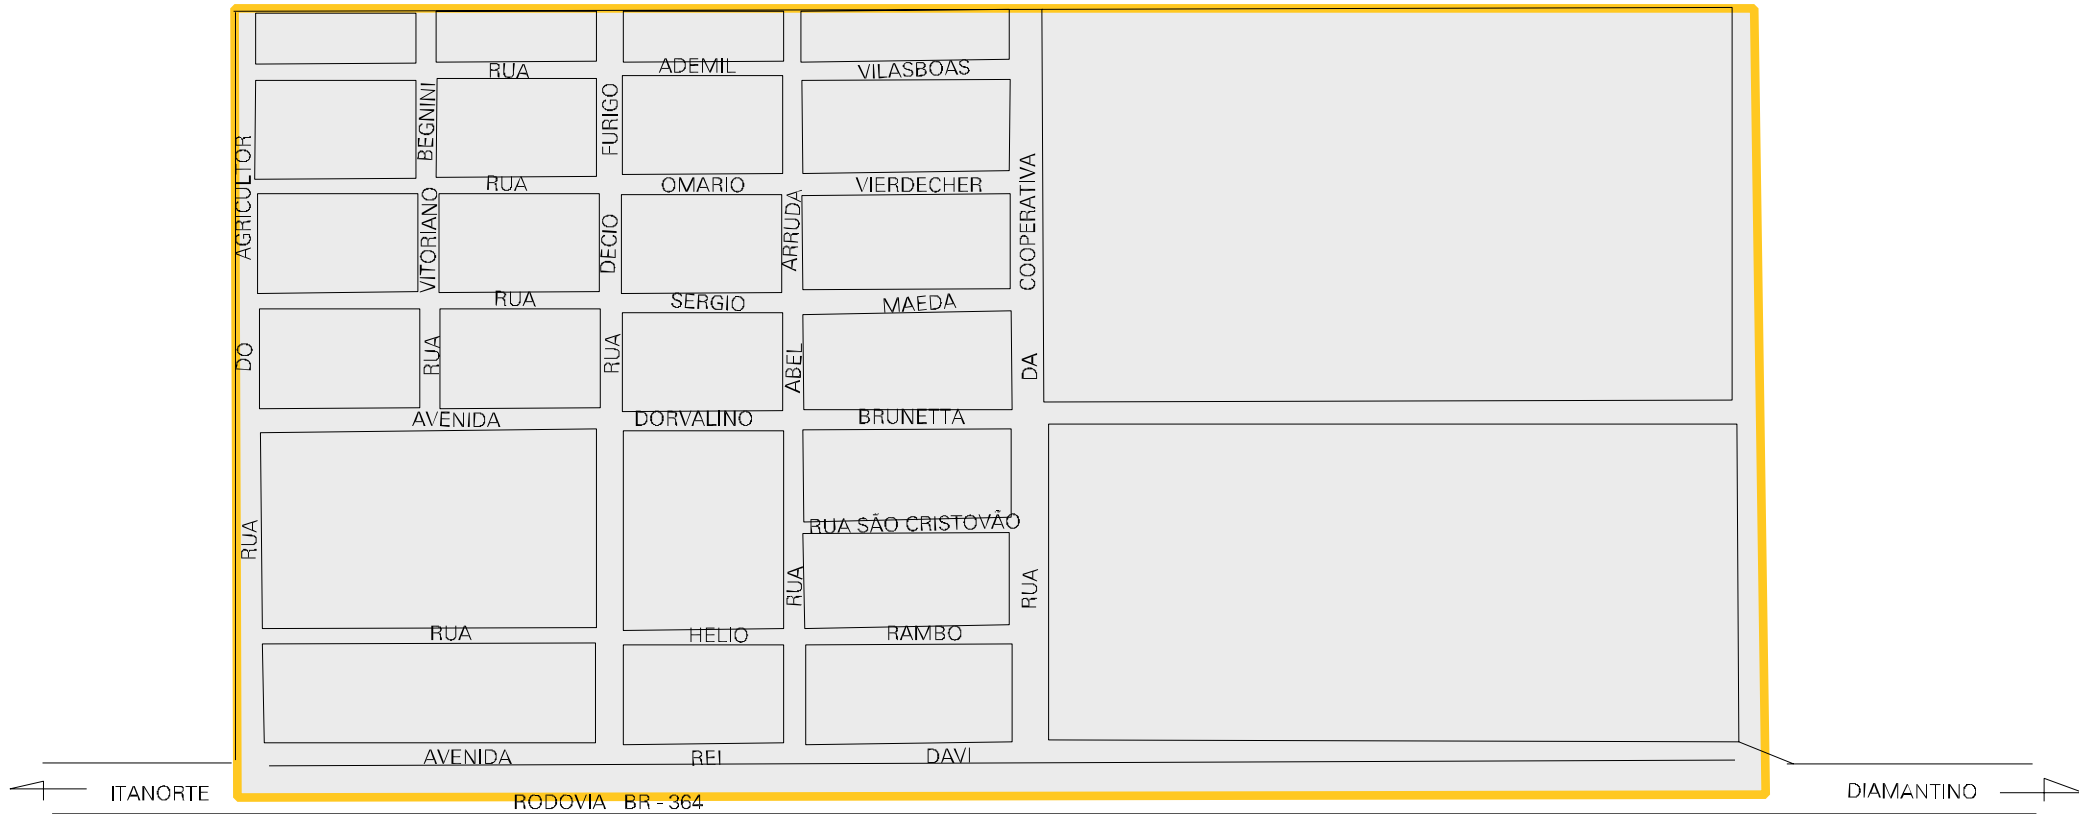 RUA ADEMIL VILASBOAS
RUA OMARIO VIERDECHER
RUA SERGIO MAEDA
AVENIDA DORVALINO BRUNETTA
RUA SÃO CRISTOVÃO
RUA HELIO RAMBO
AVENIDA REI DAVI
RUA DO AGRICULTOR
RUA VITORIANO BEGNINI
RUA DECIO FURIGO
RUA ABEL ARRUDA
RUA DA COOPERATIVA
ITANORTE
RODOVIA BR - 364
DIAMANTINO